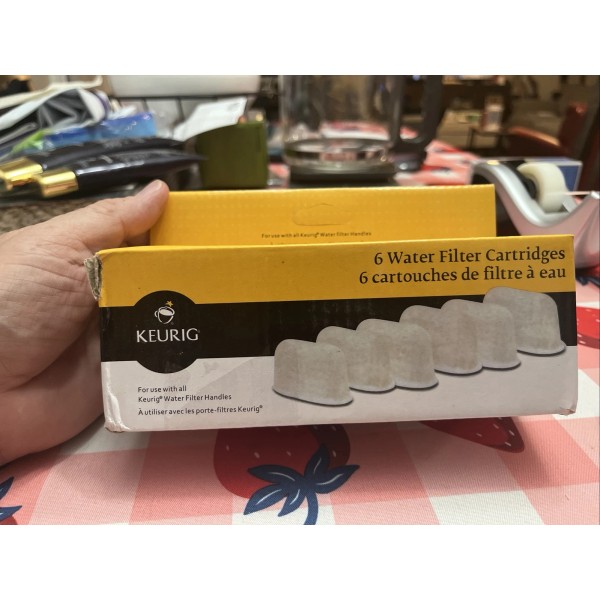 For use with all Keurig® Water Filter Handles
6 Water Filter Cartridges
6 cartouches de filtre à eau
KEURIG
For use with all
Keurig® Water Filter Handles
À utiliser avec les porte-filtres Keurig®